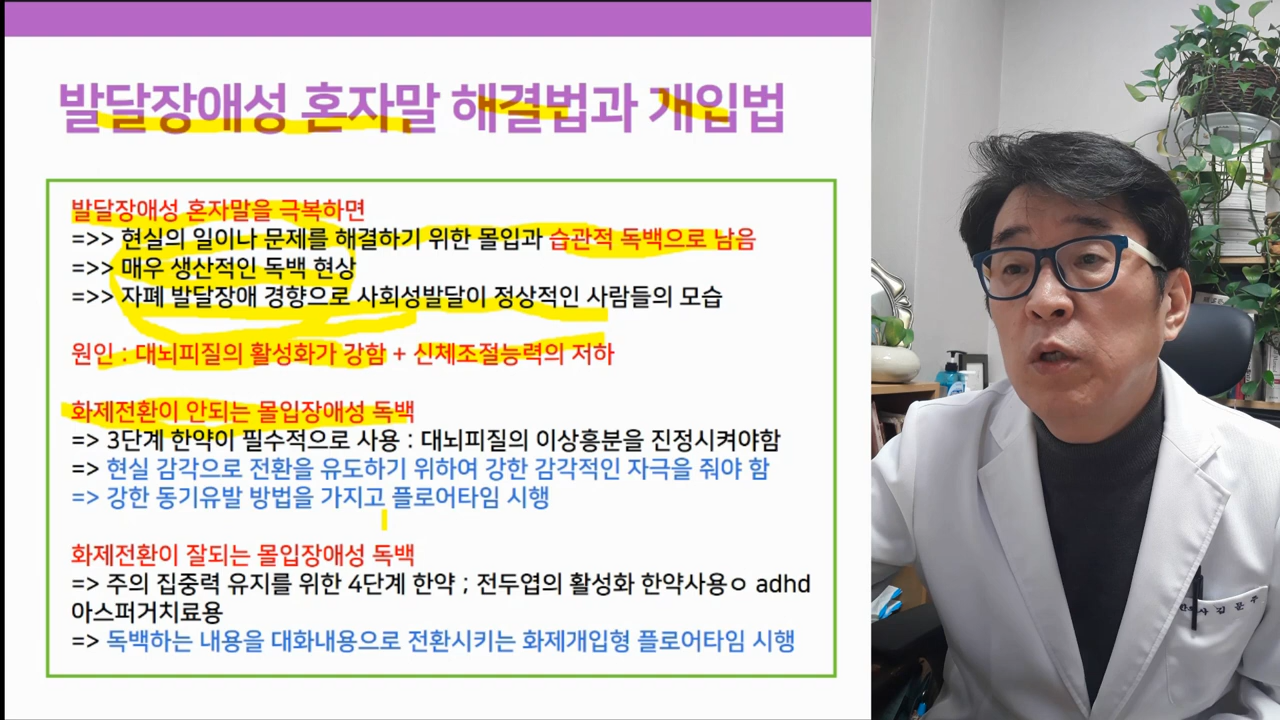 발달장애성 혼자말 해결법과 개입법
발달장애성 혼자말을 극복하면
=>> 현실의 일이나 문제를 해결하기 위한 몰입과 습관적 독백으로 남음
=>> 매우 생산적인 독백 현상
=>> 자폐 발달장애 경향으로 사회성발달이 정상적인 사람들의 모습
원인 : 대뇌피질의 활성화가 강함 + 신체조절능력의 저하
화제전환이 안되는 몰입장애성 독백
=> 3단계 한약이 필수적으로 사용 : 대뇌피질의 이상흥분을 진정시켜야함
=> 현실 감각으로 전환을 유도하기 위하여 강한 감각적인 자극을 줘야 함
=> 강한 동기유발 방법을 가지고 플로어타임 시행
화제전환이 잘되는 몰입장애성 독백
=> 주의 집중력 유지를 위한 4단계 한약 ; 전두엽의 활성화 한약사용ㅇ adhd
아스퍼거치료용
=> 독백하는 내용을 대화내용으로 전환시키는 화제개입형 플로어타임 시행